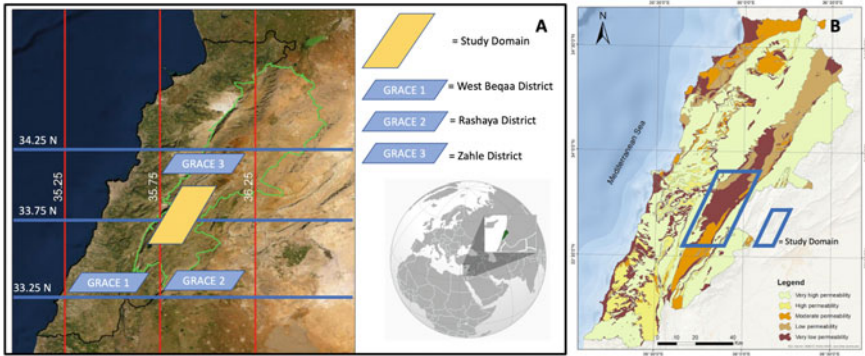 A
= Study Domain
GRACE 1
= West Beqaa District
GRACE 2
= Rashaya District
GRACE 3
= Zahle District
34.25 N
33.75 N
33.25 N
35.25
35.75
36.25
GRACE 3
GRACE 1
GRACE 2
B
N
Mediterranean Sea
= Study Domain
Legend
Very high permeability
High permeability
Moderate permeability
Low permeability
Very low permeability